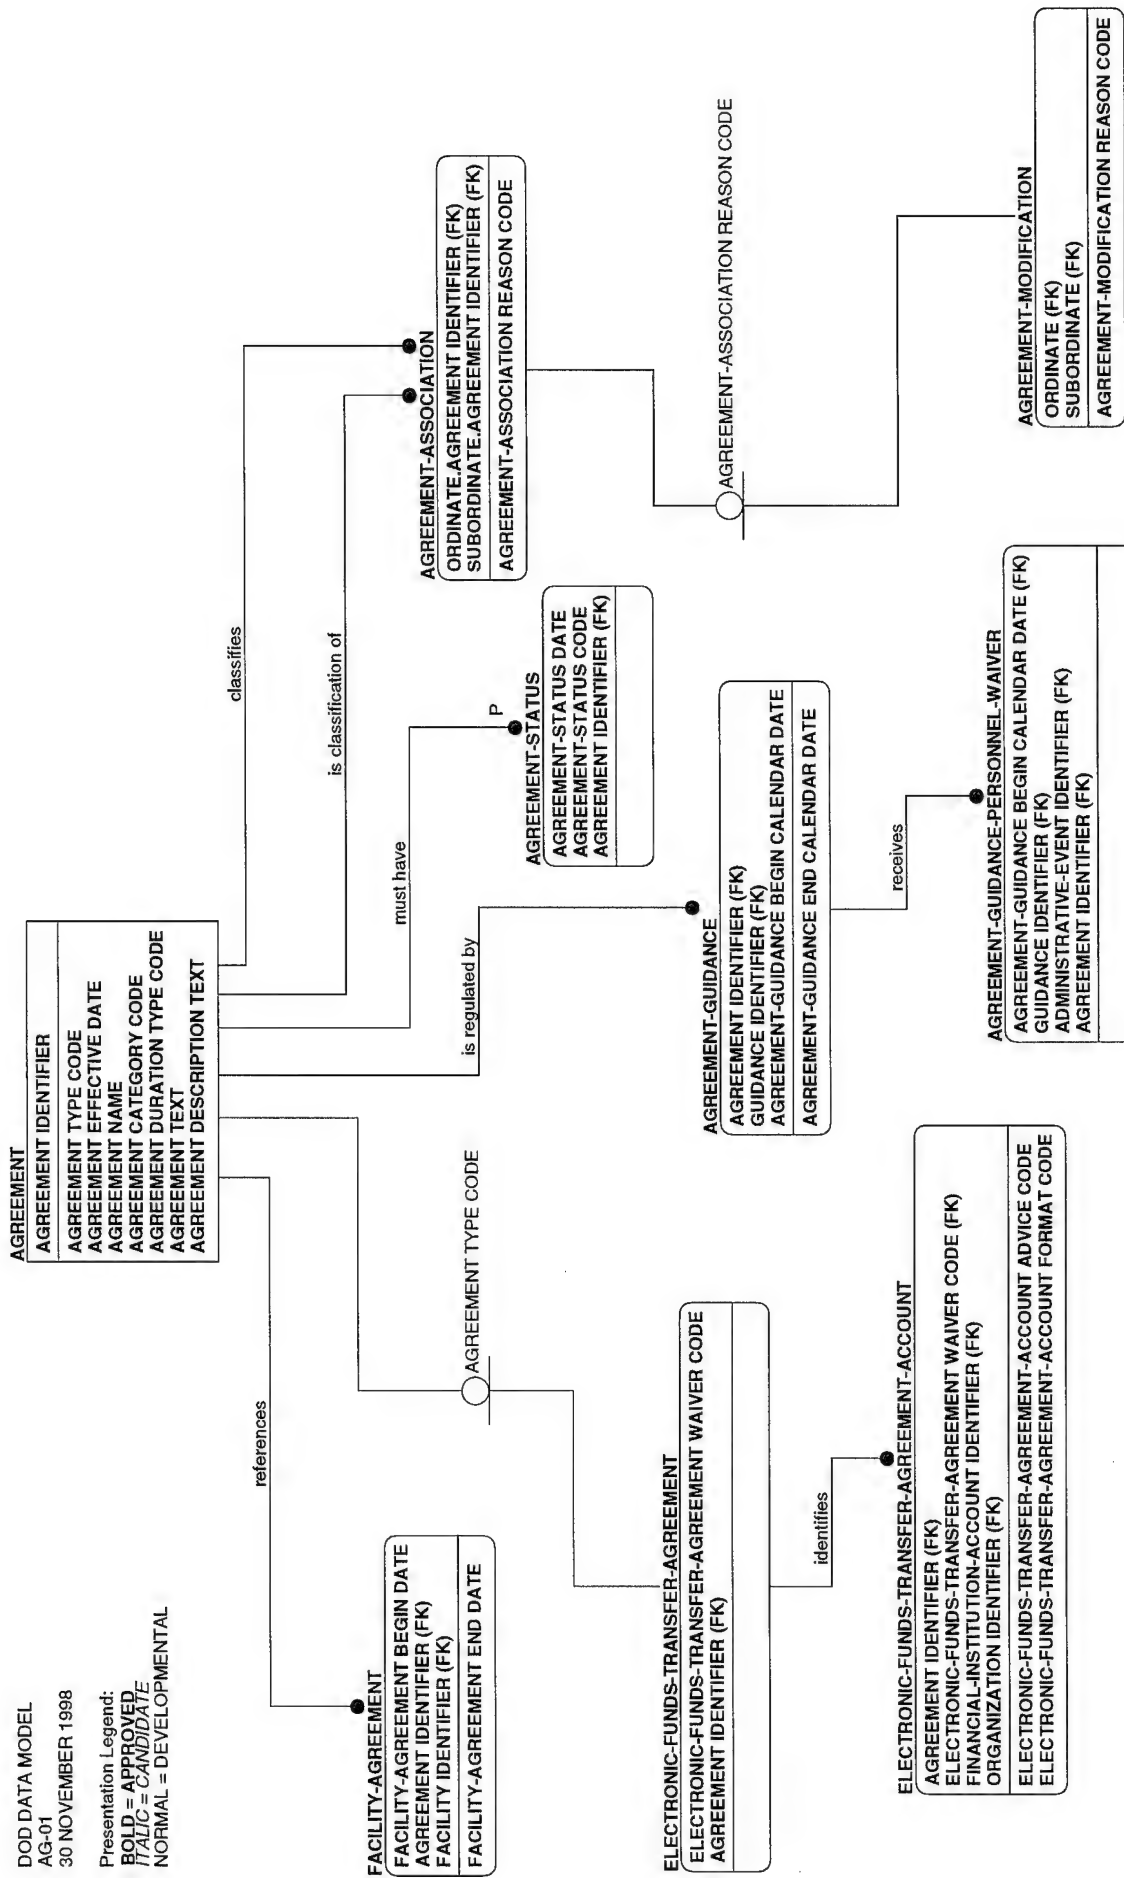 DOD DATA MODEL
AG-01
30 NOVEMBER 1998
Presentation Legend:
BOLD = APPROVED
ITALIC = CANDIDATE
NORMAL = DEVELOPMENTAL
AGREEMENT
AGREEMENT IDENTIFIER
AGREEMENT TYPE CODE
AGREEMENT EFFECTIVE DATE
AGREEMENT NAME
AGREEMENT CATEGORY CODE
AGREEMENT DURATION TYPE CODE
AGREEMENT TEXT
AGREEMENT DESCRIPTION TEXT
references
classifies
is classification of
must have
P
is regulated by
AGREEMENT TYPE CODE
FACILITY-AGREEMENT
FACILITY-AGREEMENT BEGIN DATE
AGREEMENT IDENTIFIER (FK)
FACILITY IDENTIFIER (FK)
FACILITY-AGREEMENT END DATE
AGREEMENT-ASSOCIATION
ORDINATE.AGREEMENT IDENTIFIER (FK)
SUBORDINATE.AGREEMENT IDENTIFIER (FK)
AGREEMENT-ASSOCIATION REASON CODE
AGREEMENT-STATUS
AGREEMENT-STATUS DATE
AGREEMENT-STATUS CODE
AGREEMENT IDENTIFIER (FK)
ELECTRONIC-FUNDS-TRANSFER-AGREEMENT
ELECTRONIC-FUNDS-TRANSFER-AGREEMENT WAIVER CODE
AGREEMENT IDENTIFIER (FK)
AGREEMENT-GUIDANCE
AGREEMENT IDENTIFIER (FK)
GUIDANCE IDENTIFIER (FK)
AGREEMENT-GUIDANCE BEGIN CALENDAR DATE
AGREEMENT-GUIDANCE END CALENDAR DATE
AGREEMENT-ASSOCIATION REASON CODE
identifies
receives
ELECTRONIC-FUNDS-TRANSFER-AGREEMENT-ACCOUNT
AGREEMENT IDENTIFIER (FK)
ELECTRONIC-FUNDS-TRANSFER-AGREEMENT WAIVER CODE (FK)
FINANCIAL-INSTITUTION-ACCOUNT IDENTIFIER (FK)
ORGANIZATION IDENTIFIER (FK)
ELECTRONIC-FUNDS-TRANSFER-AGREEMENT-ACCOUNT ADVICE CODE
ELECTRONIC-FUNDS-TRANSFER-AGREEMENT-ACCOUNT FORMAT CODE
AGREEMENT-GUIDANCE-PERSONNEL-WAIVER
AGREEMENT-GUIDANCE BEGIN CALENDAR DATE (FK)
GUIDANCE IDENTIFIER (FK)
ADMINISTRATIVE-EVENT IDENTIFIER (FK)
AGREEMENT IDENTIFIER (FK)
AGREEMENT-MODIFICATION
ORDINATE (FK)
SUBORDINATE (FK)
AGREEMENT-MODIFICATION REASON CODE